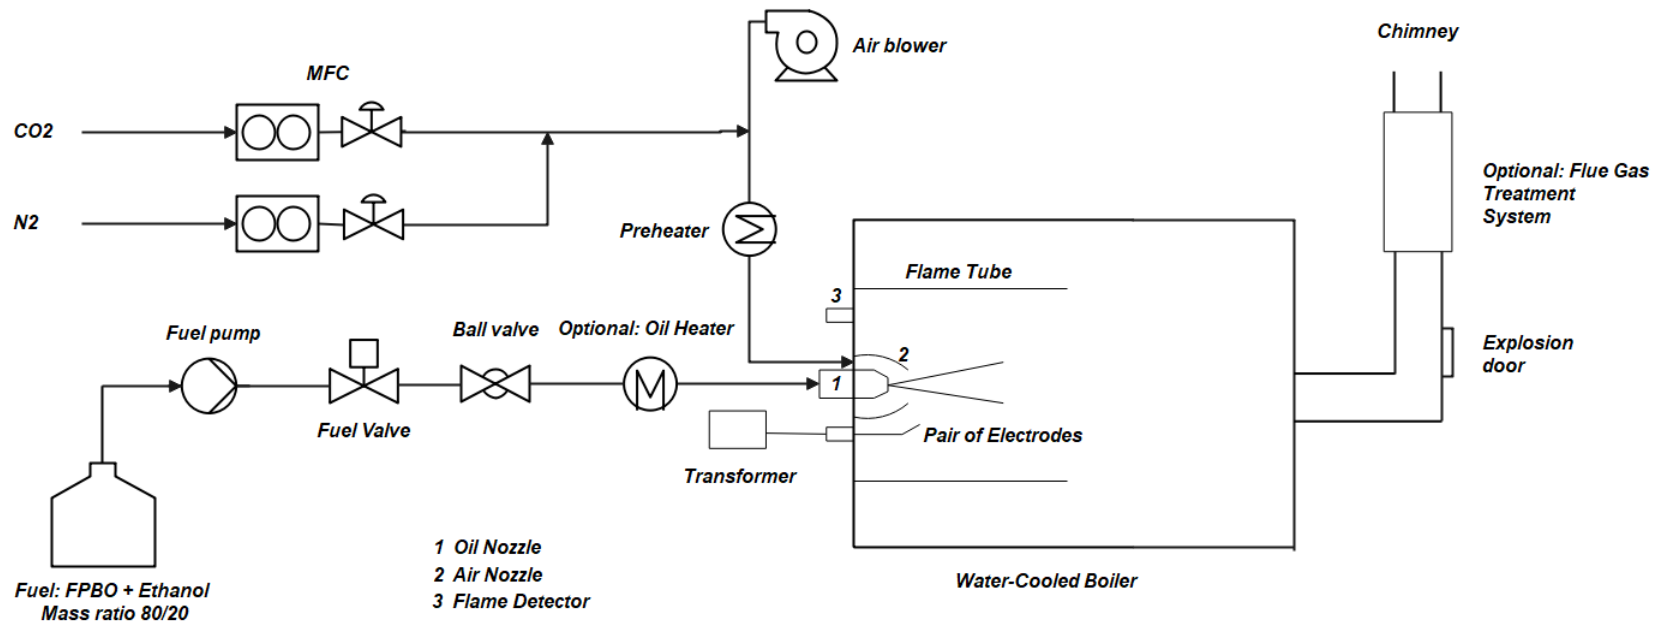 Chimney
Air blower
MFC
CO2
Optional: Flue Gas
Treatment
System
N2
Preheater
Flame Tube
3
Fuel pump
Ball valve
Optional: Oil Heater
2
Explosion
door
1
Fuel Valve
Pair of Electrodes
Transformer
1 Oil Nozzle
2 Air Nozzle
3 Flame Detector
Water-Cooled Boiler
Fuel: FPBO + Ethanol
Mass ratio 80/20